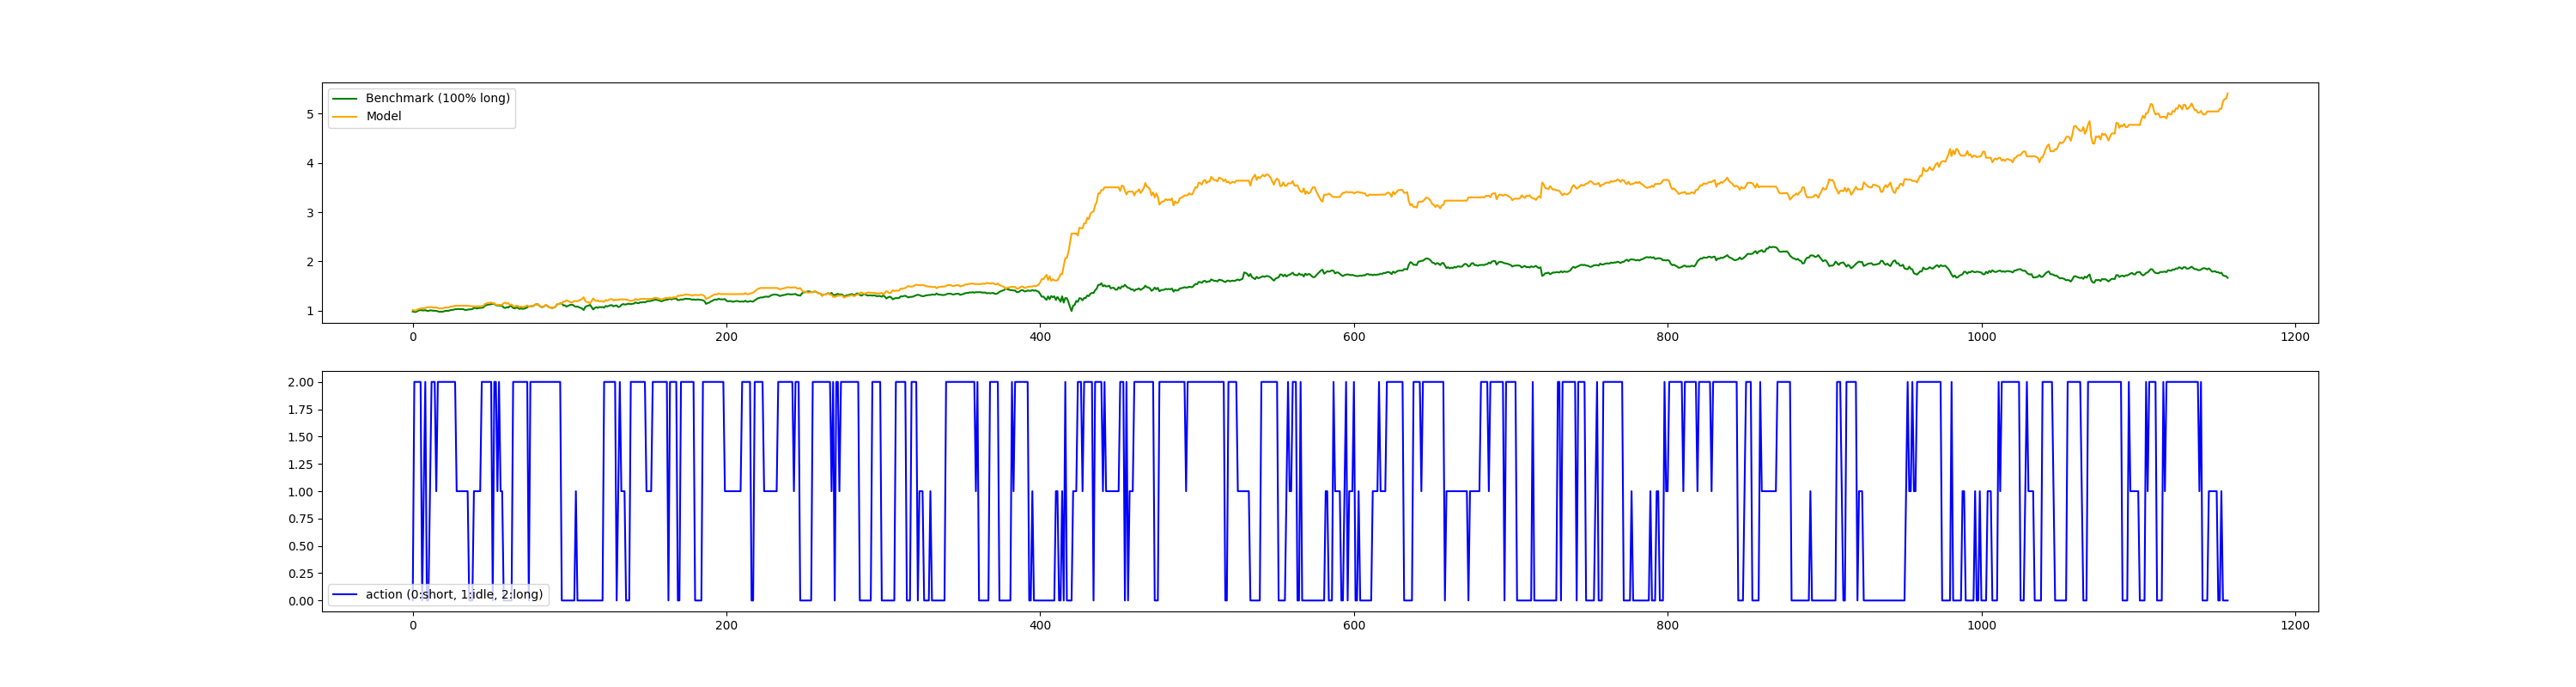 Benchmark (100% long)
Model
5
4
3
2
1
0 200 400 600 800 1000 1200
2.00
1.75
1.50
1.25
1.00
0.75
0.50
0.25
0.00
action (0:short, 1:idle, 2:long)
0 200 400 600 800 1000 1200